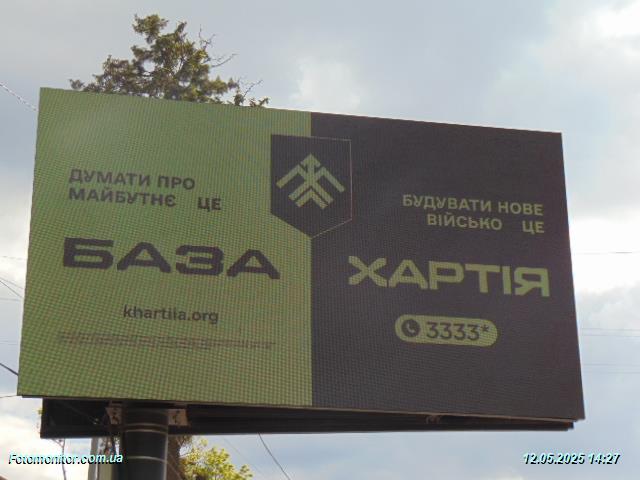 ДУМАТИ ПРО
МАЙБУТНЄ ЦЕ
БАЗА
khartiia.org
БУДУВАТИ НОВЕ
ВІЙСЬКО ЦЕ
ХАРТІЯ
3333*
Fotomonitor.com.ua
12.05.2025 14:27